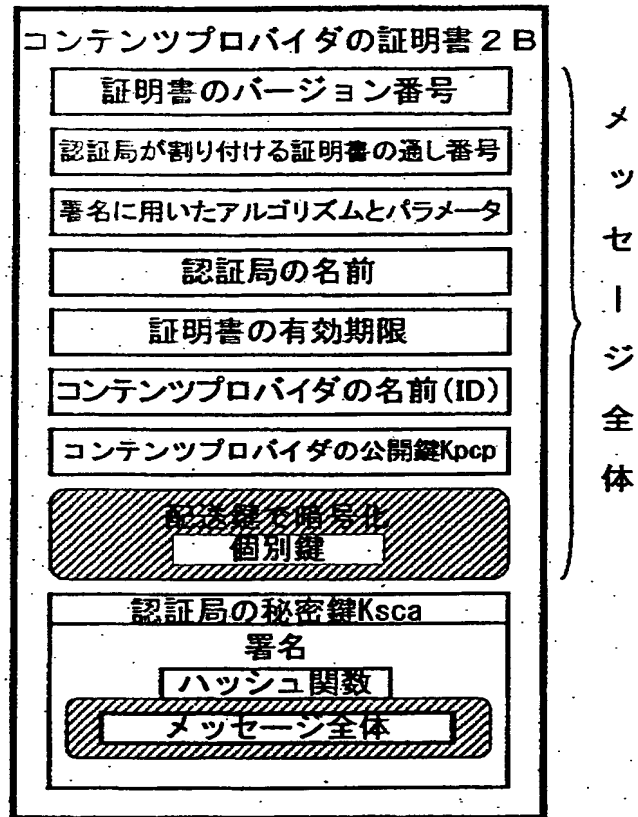 コンテンツプロバイダの証明書2B
証明書のバージョン番号
認証局が割り付ける証明書の通し番号
署名に用いたアルゴリズムとパラメータ
認証局の名前
証明書の有効期限
コンテンツプロバイダの名前(ID)
コンテンツプロバイダの公開鍵Kpcp
配送鍵で暗号化
個別鍵
認証局の秘密鍵Ksca
署名
ハッシュ関数
メッセージ全体
メッセージ全体